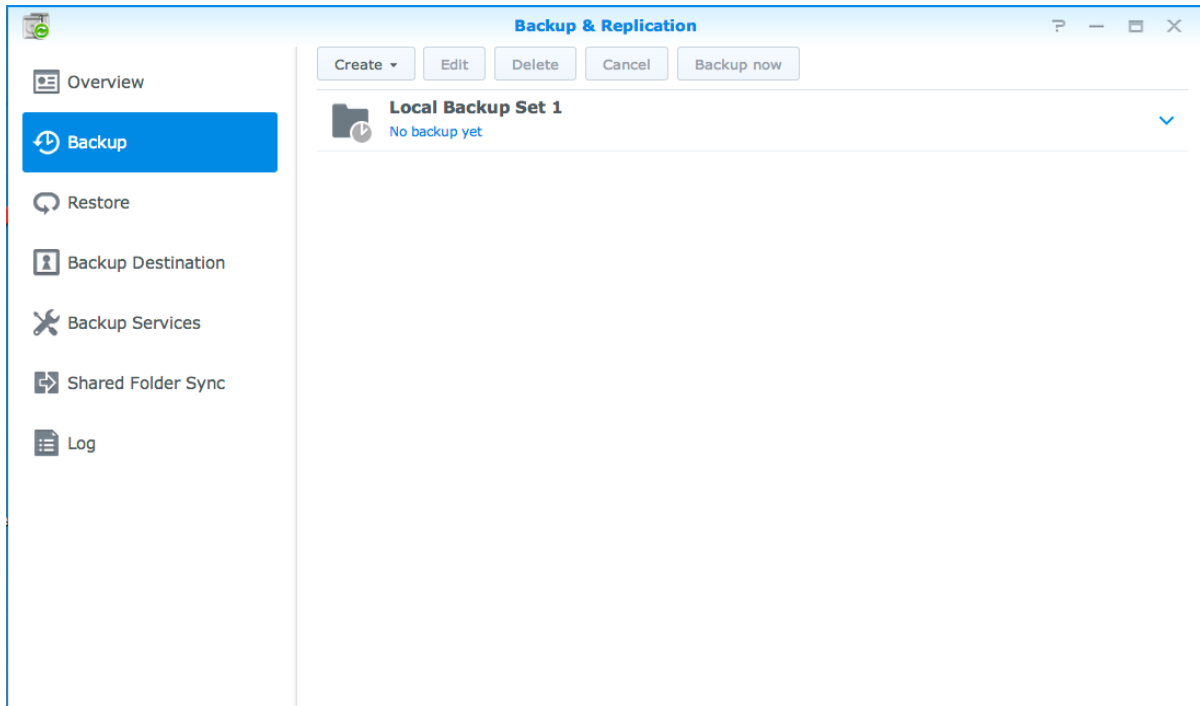 Backup & Replication
Overview
Backup
Restore
Backup Destination
Backup Services
Shared Folder Sync
Log
Create
Edit
Delete
Cancel
Backup now
Local Backup Set 1
No backup yet